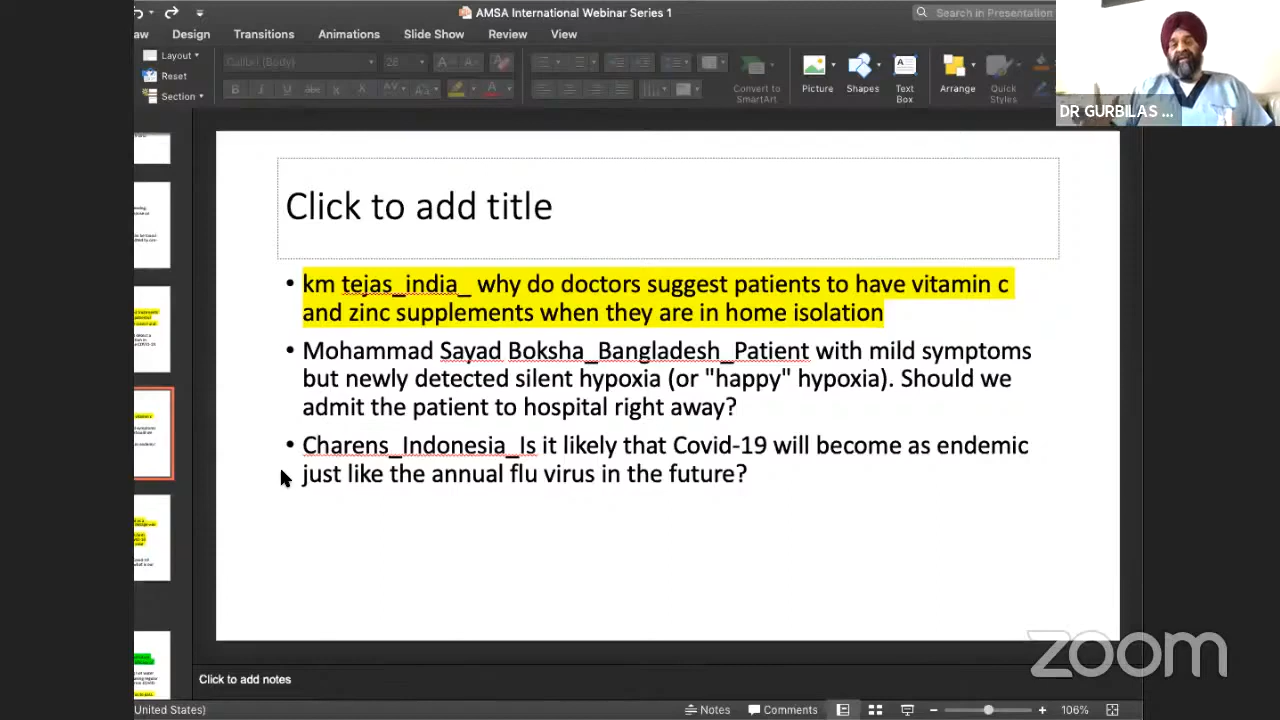 AMSA International Webinar Series 1
Search in Presentation
aw Design Transitions Animations Slide Show Review View
Layout
Reset
Section
Calibri (Body) 28
Convert to
SmartArt
Picture
Shapes
Text
Box
Arrange
Quick
Styles
DR GURBILAS ...
Click to add title
• km tejas_india_ why do doctors suggest patients to have vitamin c
and zinc supplements when they are in home isolation
• Mohammad Sayad Boksha_Bangladesh_Patient with mild symptoms
but newly detected silent hypoxia (or "happy" hypoxia). Should we
admit the patient to hospital right away?
• Charens_Indonesia_Is it likely that Covid-19 will become as endemic
just like the annual flu virus in the future?
zoom
Click to add notes
United States) Notes Comments 106%